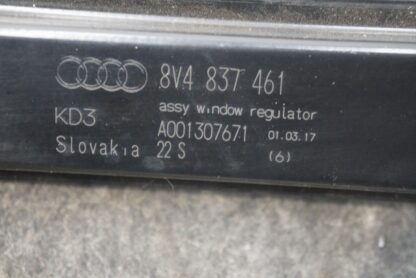 8V4 837 461
assy window regulator
KD3 A001307671 01.03.17
Slovakia 22 S (6)